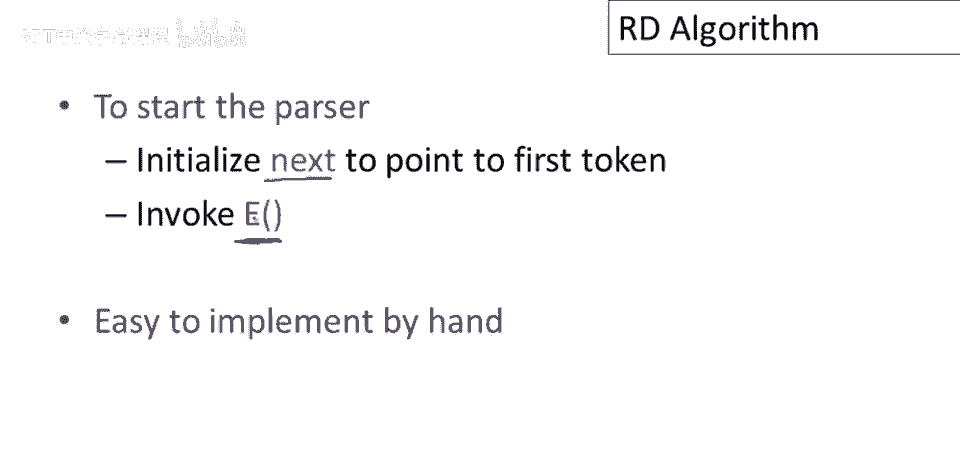 RD Algorithm
• To start the parser
– Initialize next to point to first token
– Invoke E()
• Easy to implement by hand